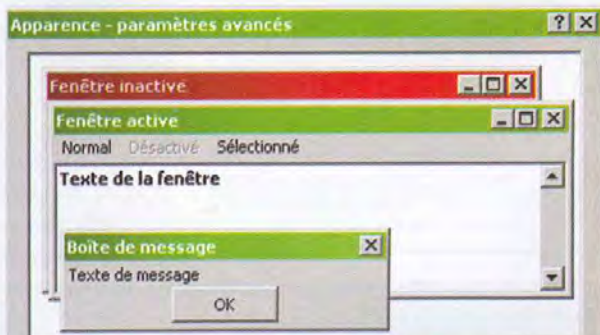 Apparence - paramètres avancés
Fenêtre inactive
Fenêtre active
Normal Désactivé Sélectionné
Texte de la fenêtre
Boîte de message
Texte de message
OK